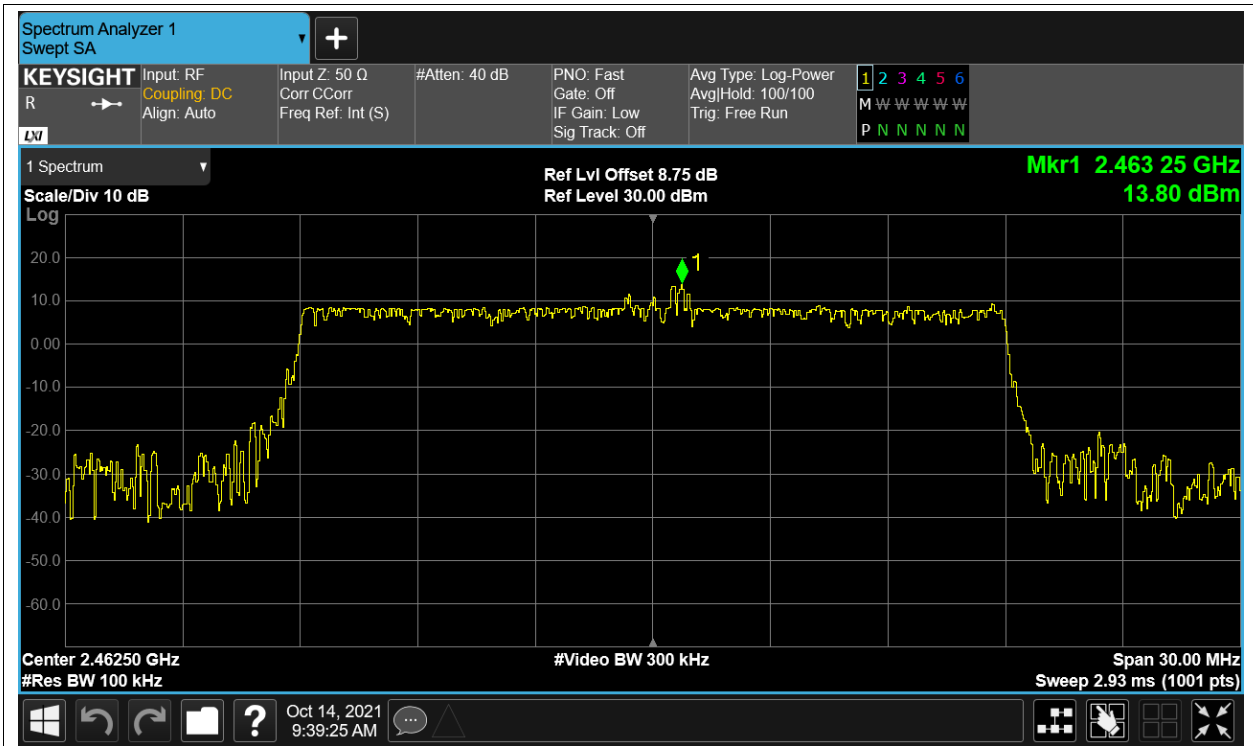 Spectrum Analyzer 1
Swept SA
KEYSIGHT
R
LXI
Input: RF
Coupling: DC
Align: Auto
Input Z: 50 Ω
Corr CCorr
Freq Ref: Int (S)
#Atten: 40 dB
PNO: Fast
Gate: Off
IF Gain: Low
Sig Track: Off
Avg Type: Log-Power
Avg|Hold: 100/100
Trig: Free Run
1 2 3 4 5 6
M W W W W W
P N N N N N
1 Spectrum
Scale/Div 10 dB
Log
Ref Lvl Offset 8.75 dB
Ref Level 30.00 dBm
Mkr1 2.463 25 GHz
13.80 dBm
1
20.0
10.0
0.00
-10.0
-20.0
-30.0
-40.0
-50.0
-60.0
Center 2.46250 GHz
#Video BW 300 kHz
Span 30.00 MHz
#Res BW 100 kHz
Sweep 2.93 ms (1001 pts)
?
Oct 14, 2021
9:39:25 AM